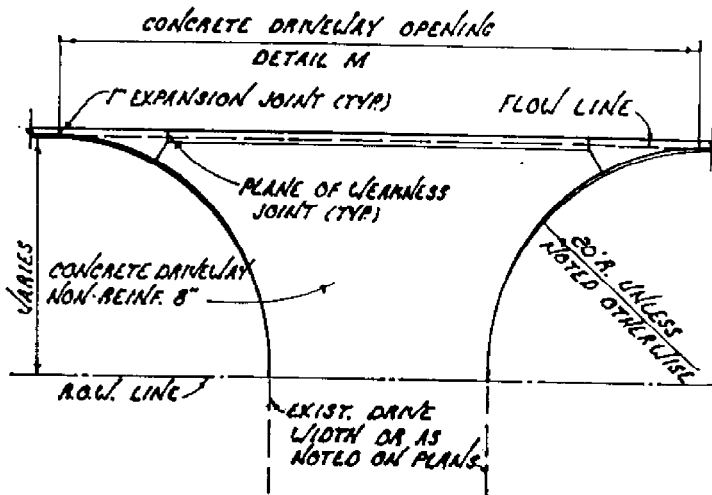 CONCRETE DRIVEWAY OPENING
DETAIL M
1" EXPANSION JOINT (TYP.)
FLOW LINE
PLANE OF WEAKNESS
JOINT (TYP.)
VARIES
CONCRETE DRIVEWAY
NON-REINF. 8"
20'R. UNLESS
NOTED OTHERWISE
R.O.W. LINE
EXIST. DRIVE
WIDTH OR AS
NOTED ON PLANS